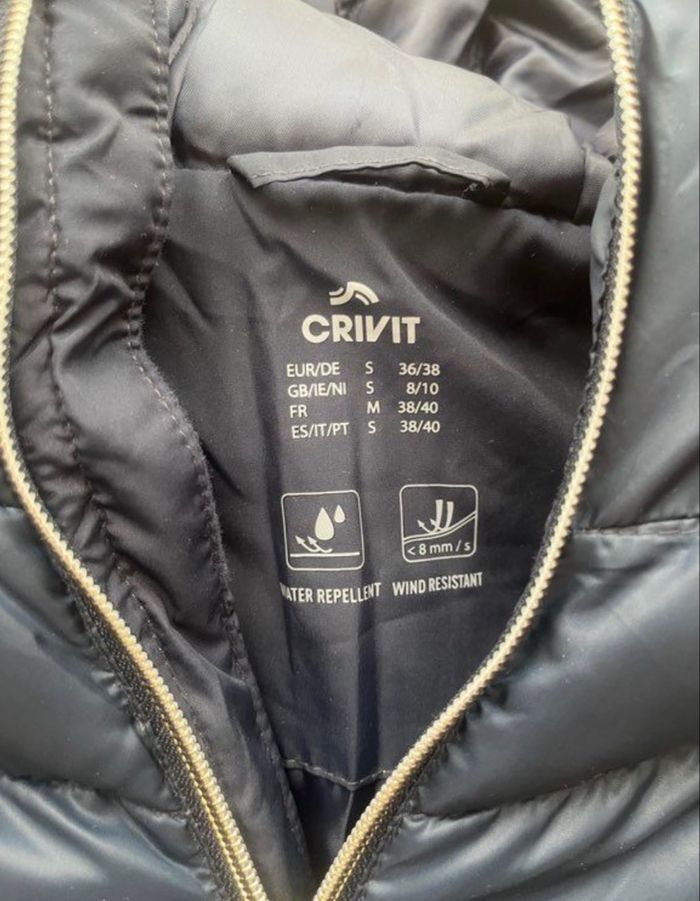 CRIVIT
EUR/DE S 36/38
GB/IE/NI S 8/10
FR M 38/40
ES/IT/PT S 38/40
< 8 mm / s
WATER REPELLENT WIND RESISTANT